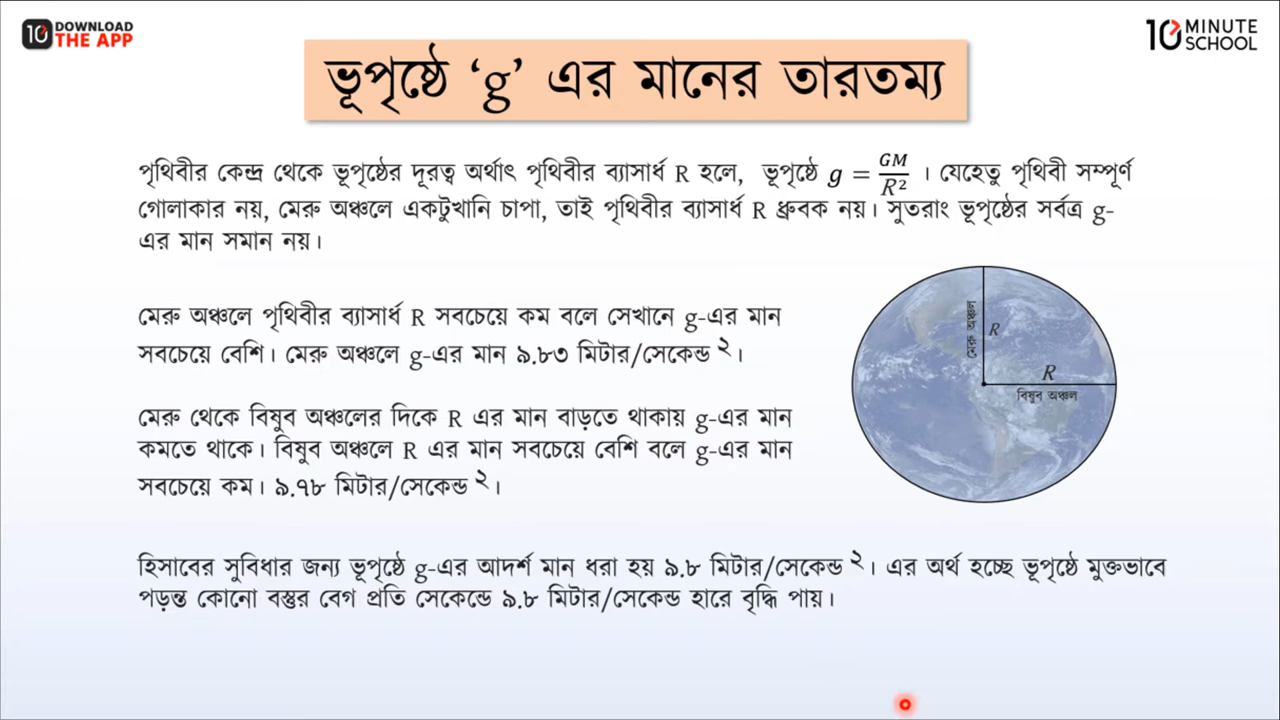 DOWNLOAD
THE APP
10 MINUTE
SCHOOL
ভূপৃষ্ঠে ‘g’ এর মানের তারতম্য
পৃথিবীর কেন্দ্র থেকে ভূপৃষ্ঠের দূরত্ব অর্থাৎ পৃথিবীর ব্যাসার্ধ R হলে, ভূপৃষ্ঠে g = GM/R² । যেহেতু পৃথিবী সম্পূর্ণ
গোলাকার নয়, মেরু অঞ্চলে একটুখানি চাপা, তাই পৃথিবীর ব্যাসার্ধ R ধ্রুবক নয়। সুতরাং ভূপৃষ্ঠের সর্বত্র g-
এর মান সমান নয়।
মেরু অঞ্চলে পৃথিবীর ব্যাসার্ধ R সবচেয়ে কম বলে সেখানে g-এর মান
সবচেয়ে বেশি। মেরু অঞ্চলে g-এর মান ৯.৮৩ মিটার/সেকেন্ড ২।
মেরু থেকে বিষুব অঞ্চলের দিকে R এর মান বাড়তে থাকায় g-এর মান
কমতে থাকে। বিষুব অঞ্চলে R এর মান সবচেয়ে বেশি বলে g-এর মান
সবচেয়ে কম। ৯.৭৮ মিটার/সেকেন্ড ২।
মেরু অঞ্চল
R
R
বিষুব অঞ্চল
হিসাবের সুবিধার জন্য ভূপৃষ্ঠে g-এর আদর্শ মান ধরা হয় ৯.৮ মিটার/সেকেন্ড ২। এর অর্থ হচ্ছে ভূপৃষ্ঠে মুক্তভাবে
পড়ন্ত কোনো বস্তুর বেগ প্রতি সেকেন্ডে ৯.৮ মিটার/সেকেন্ড হারে বৃদ্ধি পায়।